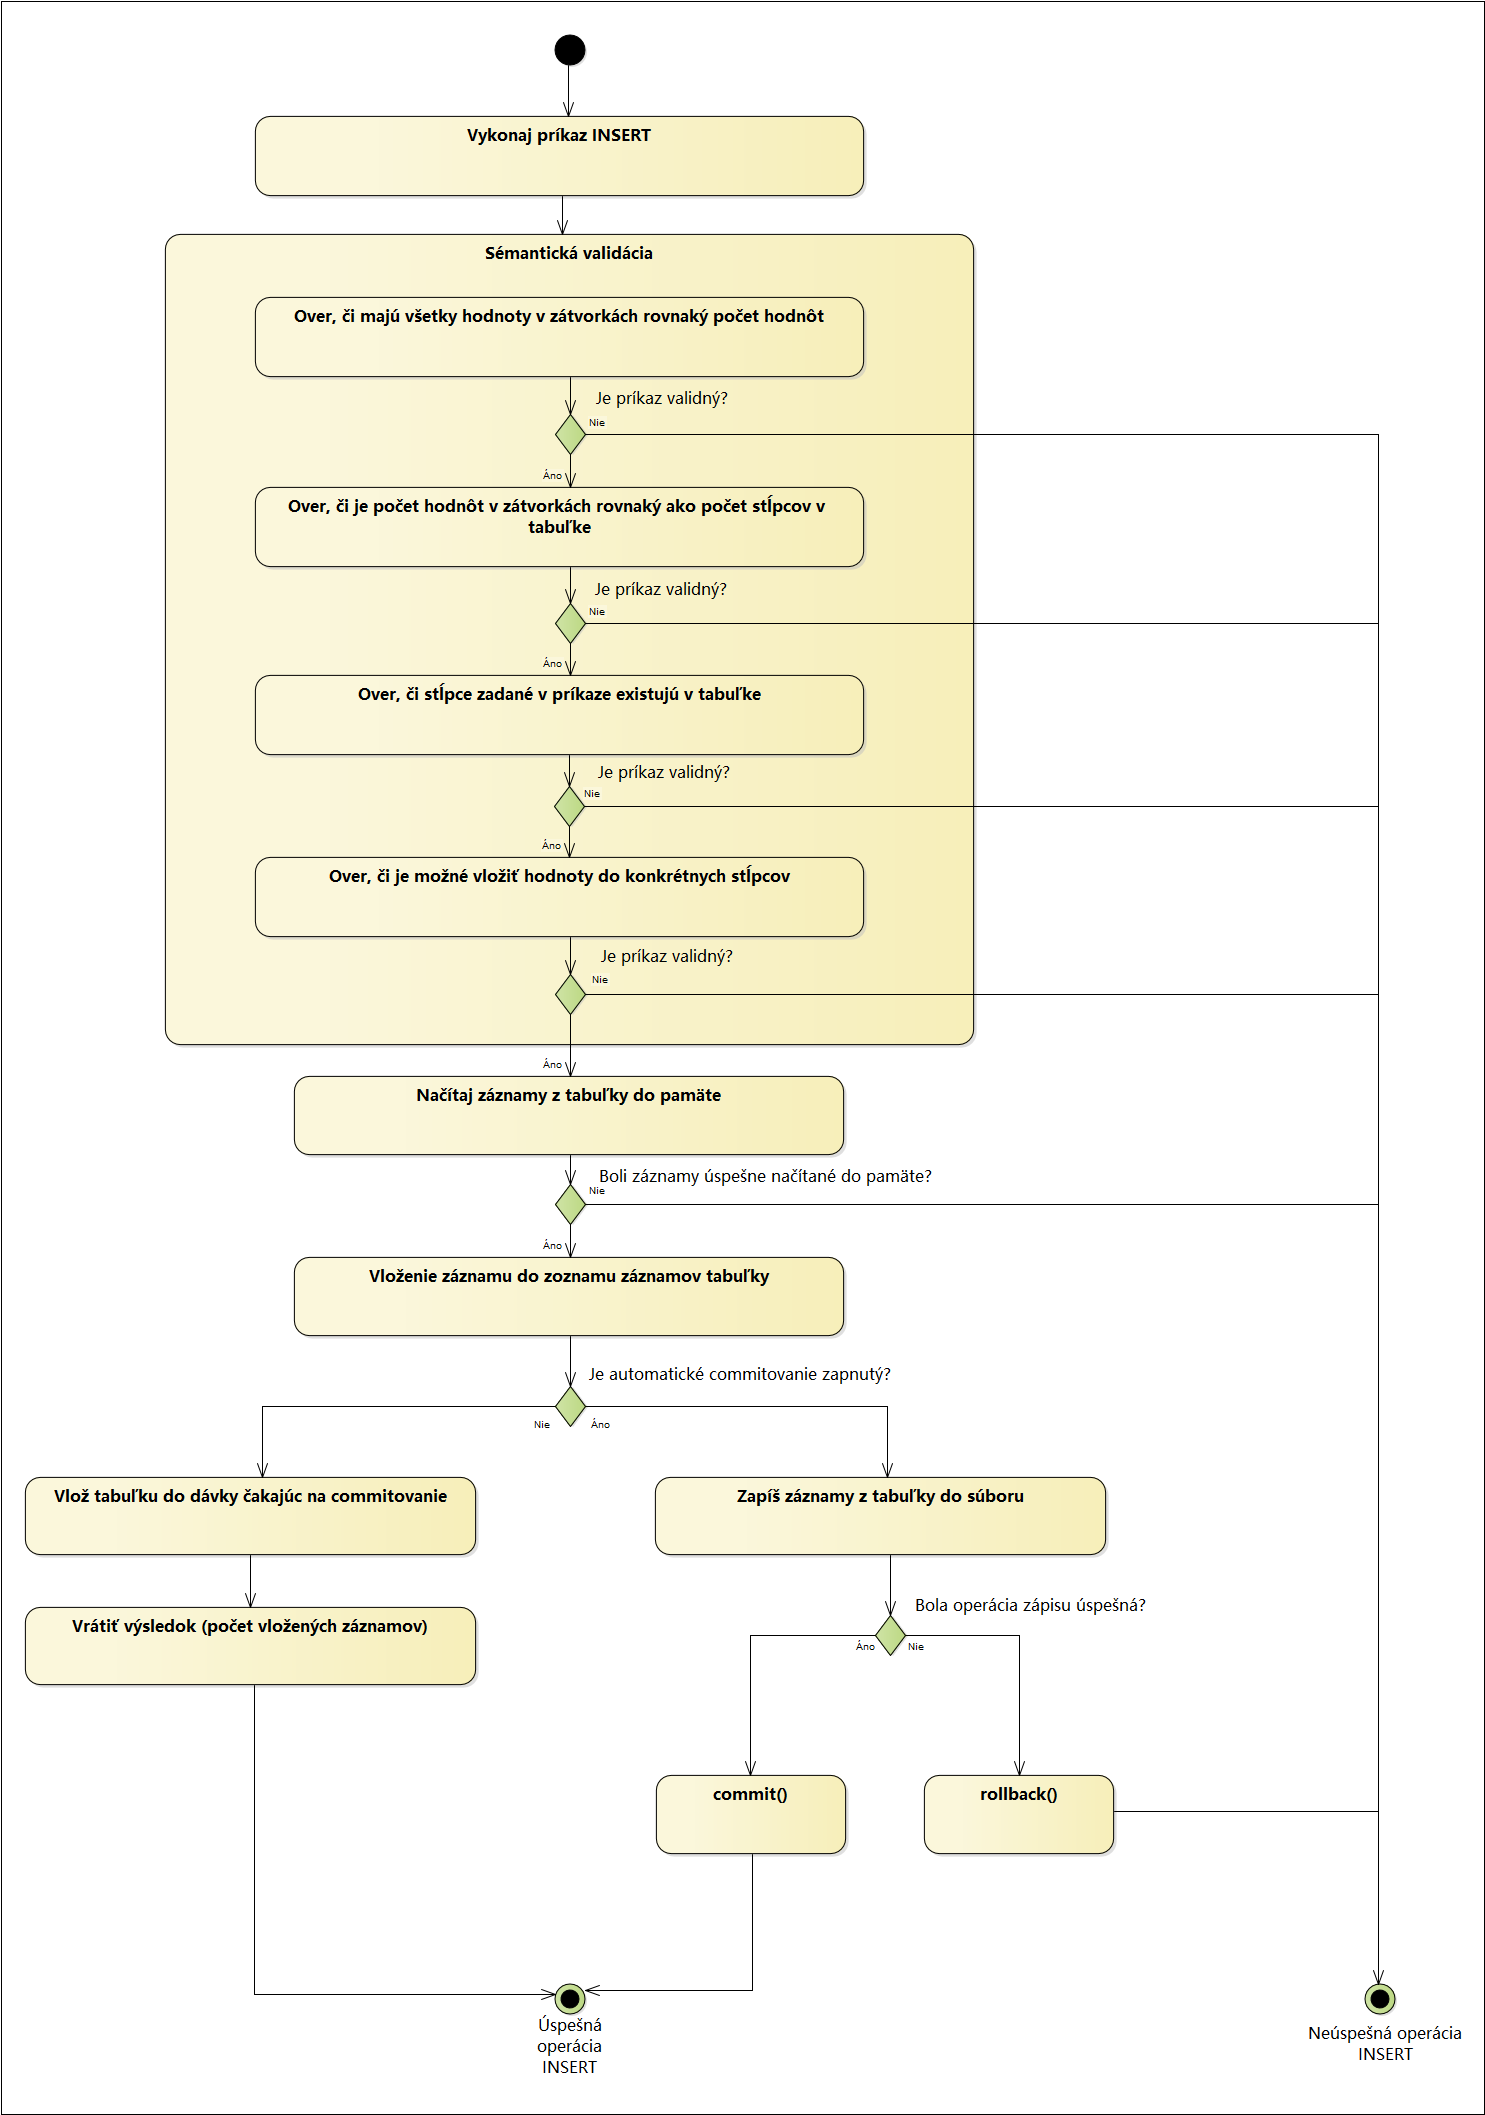 Vykonaj príkaz INSERT
Sémantická validácia
Over, či majú všetky hodnoty v zátvorkách rovnaký počet hodnôt
Je príkaz validný?
Nie
Áno
Over, či je počet hodnôt v zátvorkách rovnaký ako počet stĺpcov v
tabuľke
Je príkaz validný?
Nie
Áno
Over, či stĺpce zadané v príkaze existujú v tabuľke
Je príkaz validný?
Nie
Áno
Over, či je možné vložiť hodnoty do konkrétnych stĺpcov
Je príkaz validný?
Nie
Áno
Načítaj záznamy z tabuľky do pamäte
Boli záznamy úspešne načítané do pamäte?
Nie
Áno
Vloženie záznamu do zoznamu záznamov tabuľky
Je automatické commitovanie zapnutý?
Nie
Áno
Vlož tabuľku do dávky čakajúc na commitovanie
Zapíš záznamy z tabuľky do súboru
Vrátiť výsledok (počet vložených záznamov)
Bola operácia zápisu úspešná?
Áno
Nie
commit()
rollback()
Úspešná
operácia
INSERT
Neúspešná operácia
INSERT